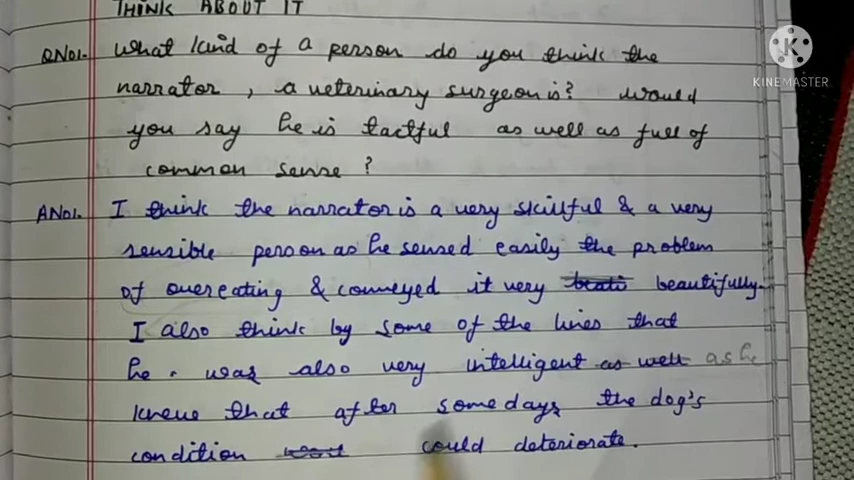 THINK ABOUT IT
QNo1. What kind of a person do you think the
narrator, a veterinary surgeon is? Would
you say he is tactful as well as full of
common sense?
ANo1. I think the narrator is a very skillful & a very
sensible person as he sensed easily the problem
of overeating & conveyed it very beautifully.
I also think by some of the lines that
he was also very intelligent as well as he
knew that after some days the dog's
condition could deteriorate.
K
KINEMASTER